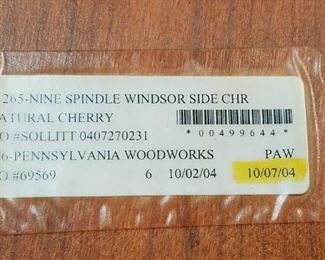 265-NINE SPINDLE WINDSOR SIDE CHR
ATURAL CHERRY
O #SOLLITT 0407270231 *00499644*
6-PENNSYLVANIA WOODWORKS PAW
O #69569 6 10/02/04 10/07/04